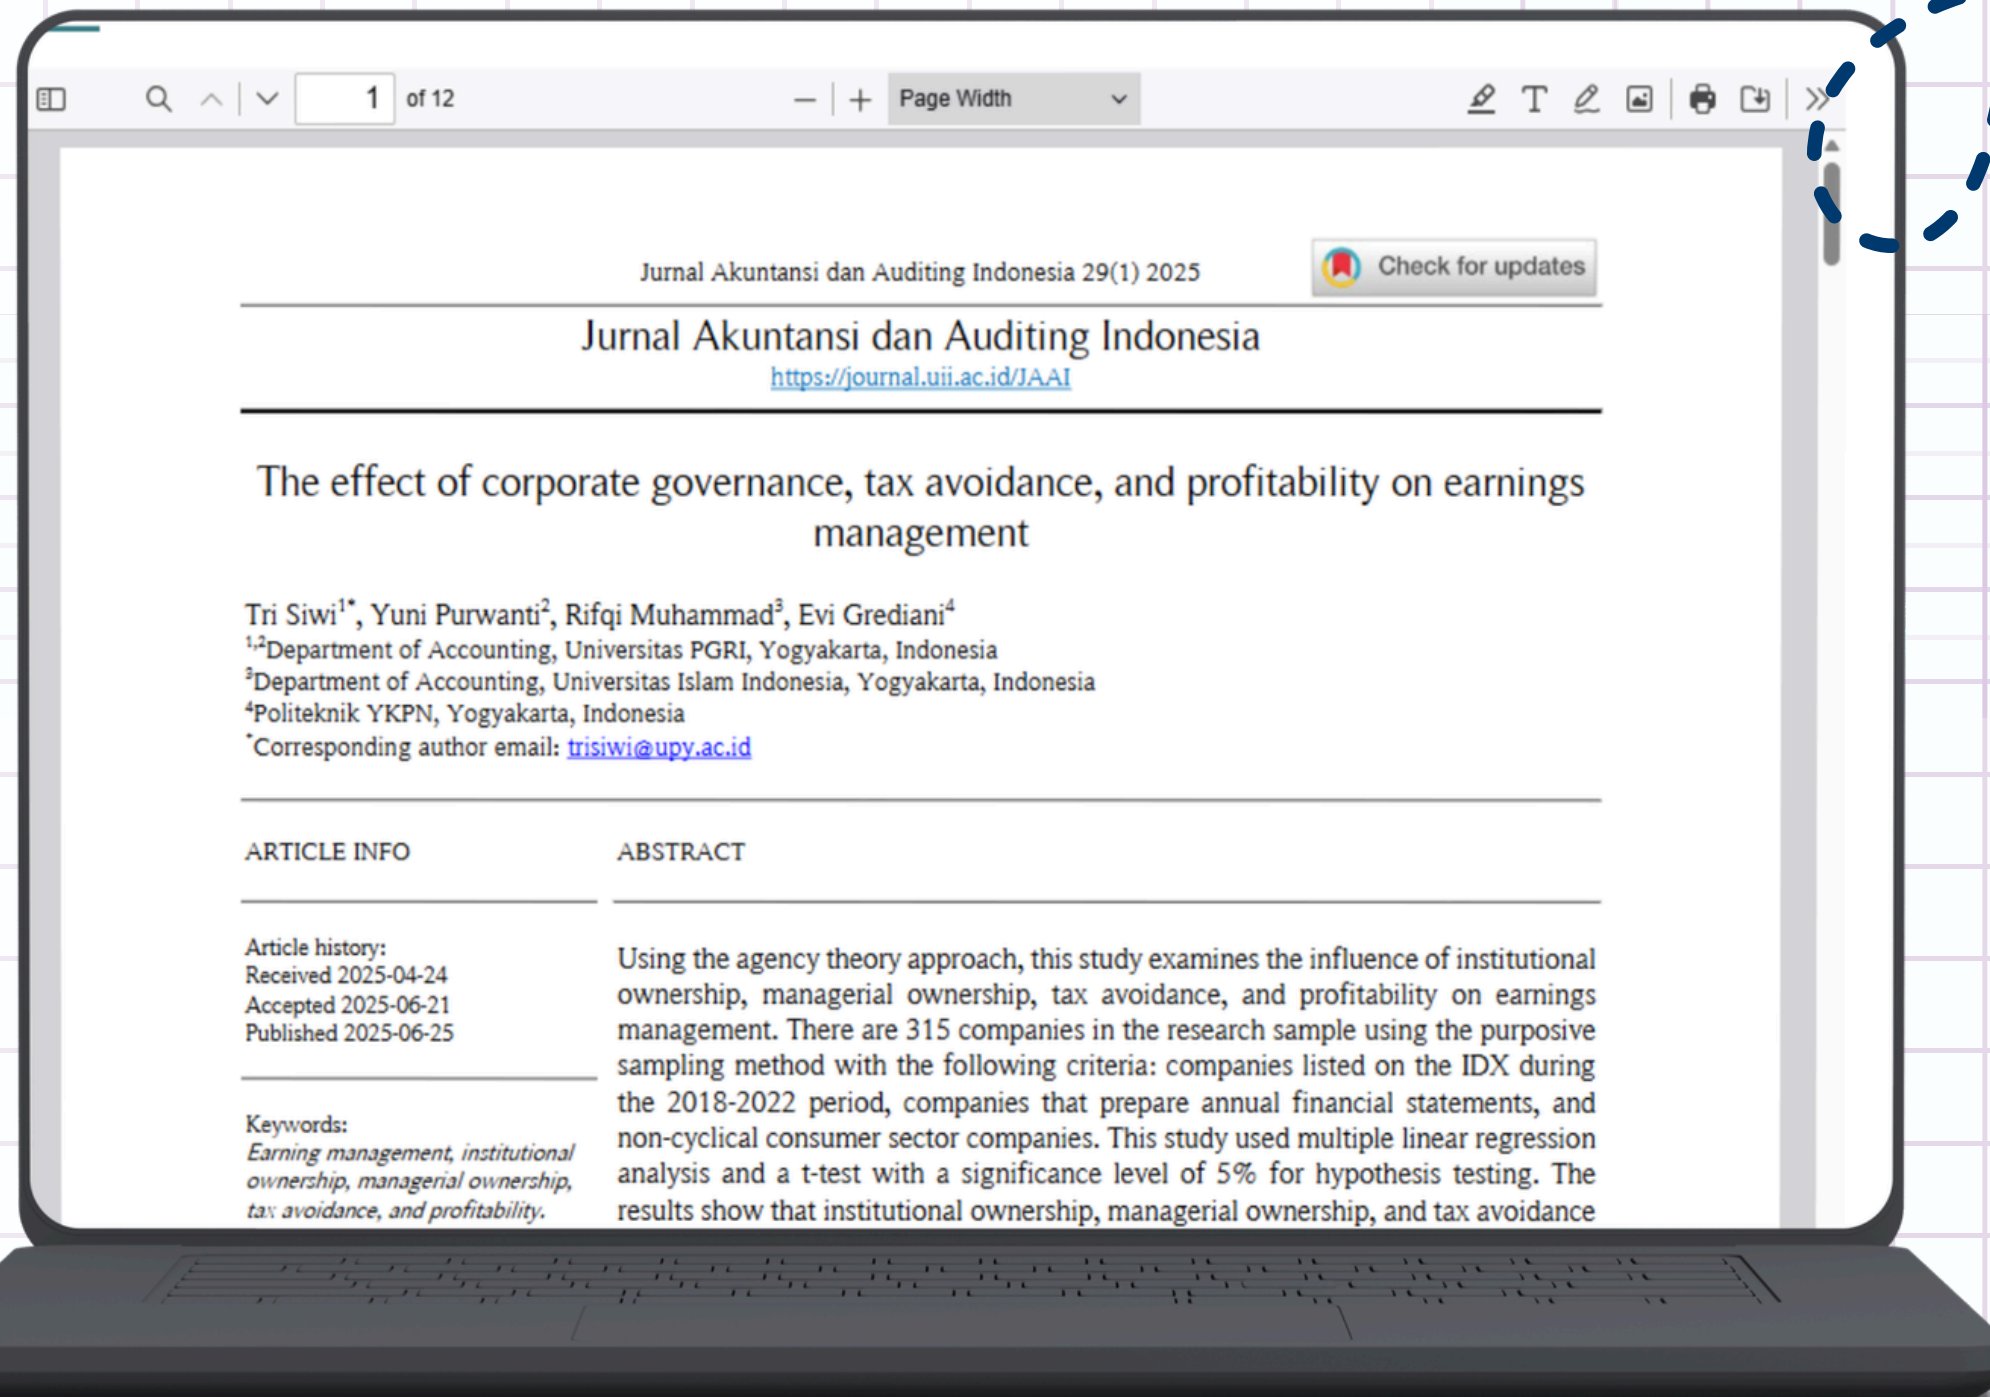 1 of 12
Page Width
Jurnal Akuntansi dan Auditing Indonesia 29(1) 2025
Check for updates
Jurnal Akuntansi dan Auditing Indonesia
https://journal.uii.ac.id/JAAI
The effect of corporate governance, tax avoidance, and profitability on earnings
management
Tri Siwi1*, Yuni Purwanti2, Rifqi Muhammad3, Evi Grediani4
1,2Department of Accounting, Universitas PGRI, Yogyakarta, Indonesia
3Department of Accounting, Universitas Islam Indonesia, Yogyakarta, Indonesia
4Politeknik YKPN, Yogyakarta, Indonesia
*Corresponding author email: trisiwi@upy.ac.id
ARTICLE INFO
Article history:
Received 2025-04-24
Accepted 2025-06-21
Published 2025-06-25
Keywords:
Earning management, institutional
ownership, managerial ownership,
tax avoidance, and profitability.
ABSTRACT
Using the agency theory approach, this study examines the influence of institutional
ownership, managerial ownership, tax avoidance, and profitability on earnings
management. There are 315 companies in the research sample using the purposive
sampling method with the following criteria: companies listed on the IDX during
the 2018-2022 period, companies that prepare annual financial statements, and
non-cyclical consumer sector companies. This study used multiple linear regression
analysis and a t-test with a significance level of 5% for hypothesis testing. The
results show that institutional ownership, managerial ownership, and tax avoidance